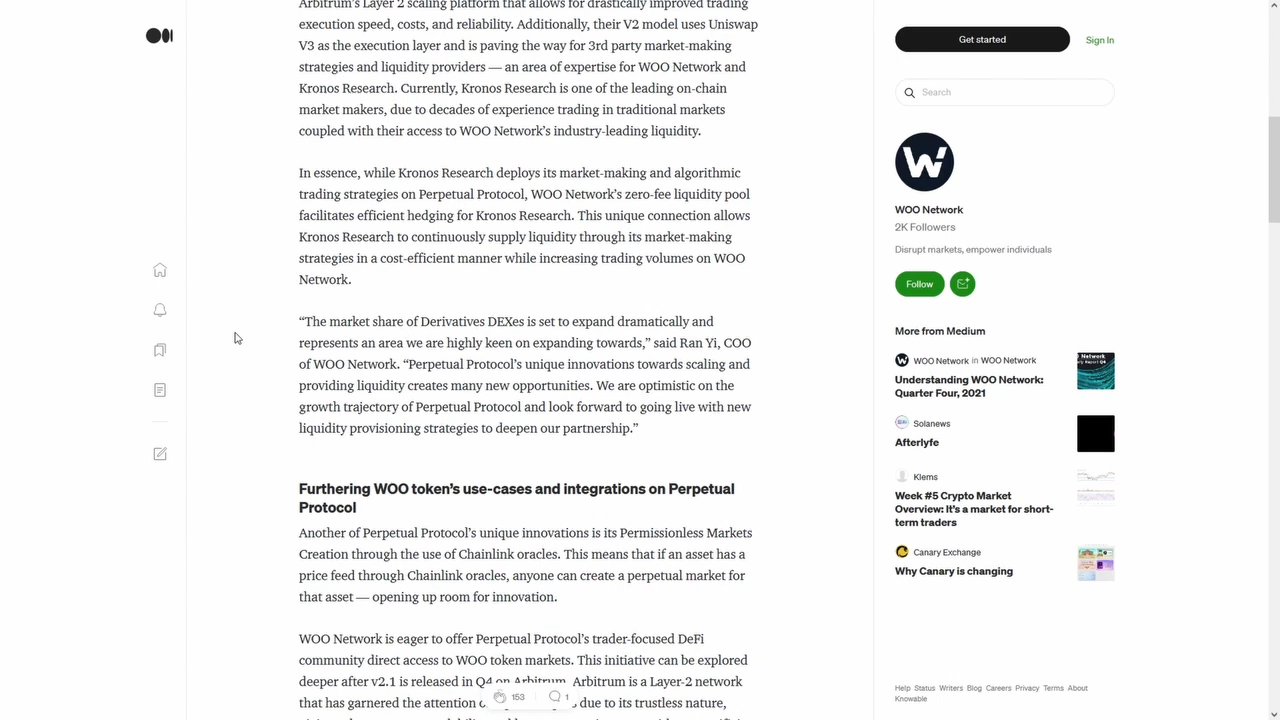 Arbitrum's Layer 2 scaling platform that allows for drastically improved trading
execution speed, costs, and reliability. Additionally, their V2 model uses Uniswap
V3 as the execution layer and is paving the way for 3rd party market-making
strategies and liquidity providers — an area of expertise for WOO Network and
Kronos Research. Currently, Kronos Research is one of the leading on-chain
market makers, due to decades of experience trading in traditional markets
coupled with their access to WOO Network's industry-leading liquidity.
In essence, while Kronos Research deploys its market-making and algorithmic
trading strategies on Perpetual Protocol, WOO Network's zero-fee liquidity pool
facilitates efficient hedging for Kronos Research. This unique connection allows
Kronos Research to continuously supply liquidity through its market-making
strategies in a cost-efficient manner while increasing trading volumes on WOO
Network.
“The market share of Derivatives DEXes is set to expand dramatically and
represents an area we are highly keen on expanding towards,” said Ran Yi, COO
of WOO Network. “Perpetual Protocol's unique innovations towards scaling and
providing liquidity creates many new opportunities. We are optimistic on the
growth trajectory of Perpetual Protocol and look forward to going live with new
liquidity provisioning strategies to deepen our partnership.”
Furthering WOO token's use-cases and integrations on Perpetual
Protocol
Another of Perpetual Protocol's unique innovations is its Permissionless Markets
Creation through the use of Chainlink oracles. This means that if an asset has a
price feed through Chainlink oracles, anyone can create a perpetual market for
that asset — opening up room for innovation.
WOO Network is eager to offer Perpetual Protocol's trader-focused DeFi
community direct access to WOO token markets. This initiative can be explored
deeper after v2.1 is released in Q4 on Arbitrum. Arbitrum is a Layer-2 network
that has garnered the attention due to its trustless nature,
153
1
Get started
Sign In
Search
WOO Network
2K Followers
Disrupt markets, empower individuals
Follow
More from Medium
WOO Network in WOO Network
Understanding WOO Network:
Quarter Four, 2021
Solanews
Afterlyfe
Klems
Week #5 Crypto Market
Overview: It's a market for short-
term traders
Canary Exchange
Why Canary is changing
Help Status Writers Blog Careers Privacy Terms About
Knowable